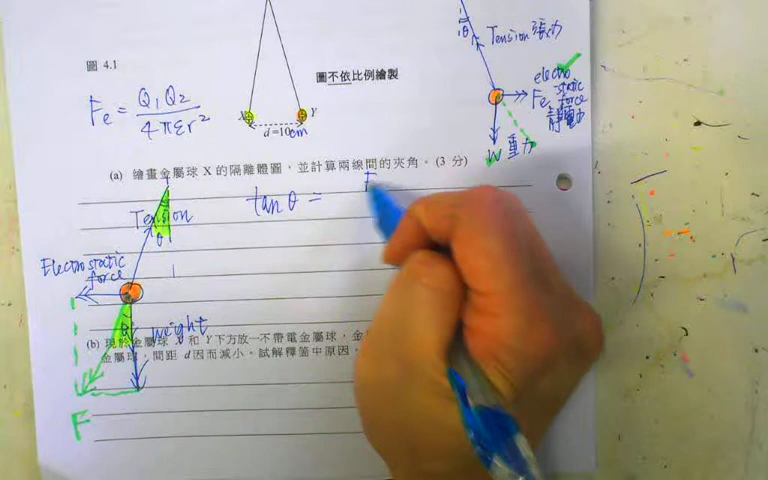 圖 4.1
圖不依比例繪製
X
Y
d =10cm
Fe = Q1Q2 / 4πεr²
θ
Tension 張力
electro
static
force
Fe
靜電力
W 重力
(a) 繪畫金屬球 X 的隔離體圖，並計算兩線間的夾角。(3 分)
tan θ = F
Tension
θ
Electrostatic
force
θ
weight
(b) 現於金屬球 和 Y 下方放一不帶電金屬球，金
金屬球，間距 d 因而減小。試解釋箇中原因。
F